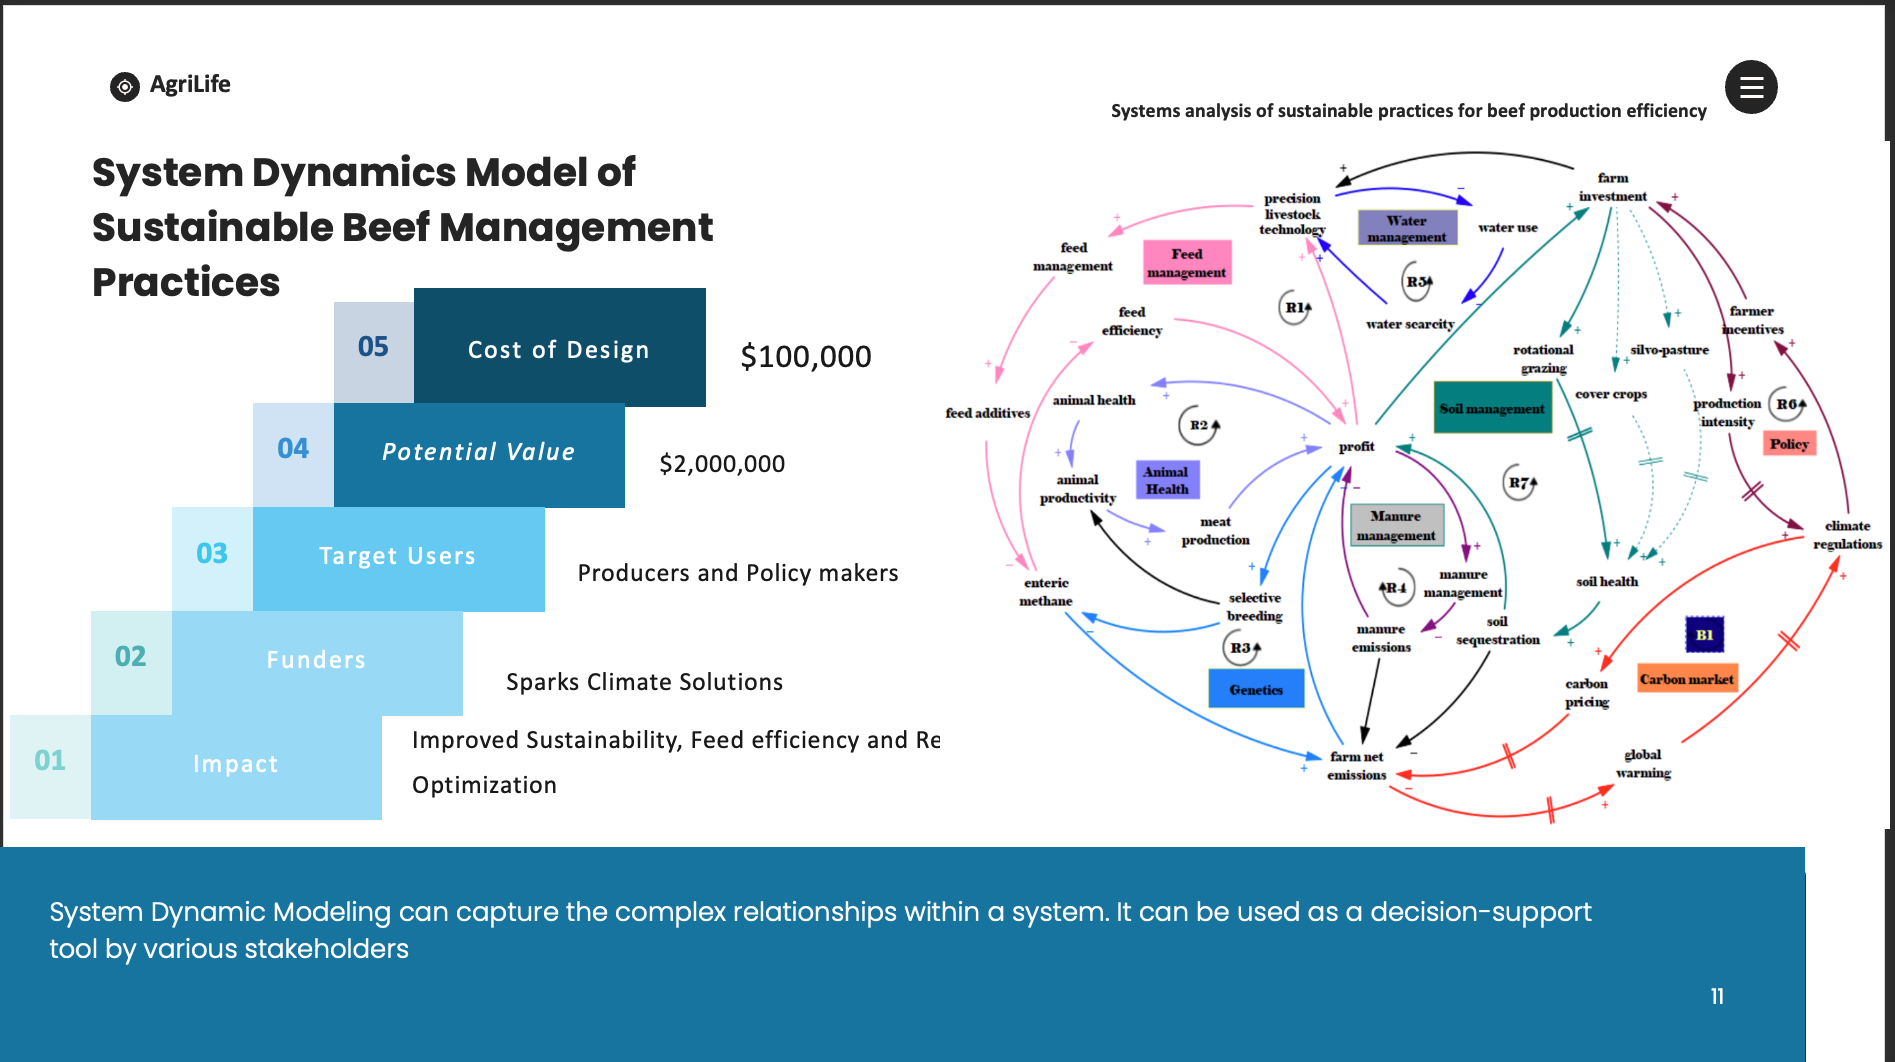 AgriLife
Systems analysis of sustainable practices for beef production efficiency
System Dynamics Model of
Sustainable Beef Management
Practices
05
Cost of Design
$100,000
04
Potential Value
$2,000,000
03
Target Users
Producers and Policy makers
02
Funders
Sparks Climate Solutions
01
Impact
Improved Sustainability, Feed efficiency and Re
Optimization
farm
investment
precision
livestock
technology
Water
management
water use
feed
management
Feed
management
R5
R1
water scarcity
feed
efficiency
farmer
incentives
rotational
grazing
silvo-pasture
cover crops
animal health
feed additives
R2
Soil management
production
intensity
R6
Policy
profit
Animal
Health
animal
productivity
R7
meat
production
Manure
management
climate
regulations
enteric
methane
selective
breeding
R4
manure
management
soil health
R3
manure
emissions
soil
sequestration
B1
Genetics
Carbon market
carbon
pricing
farm net
emissions
global
warming
System Dynamic Modeling can capture the complex relationships within a system. It can be used as a decision-support
tool by various stakeholders
11